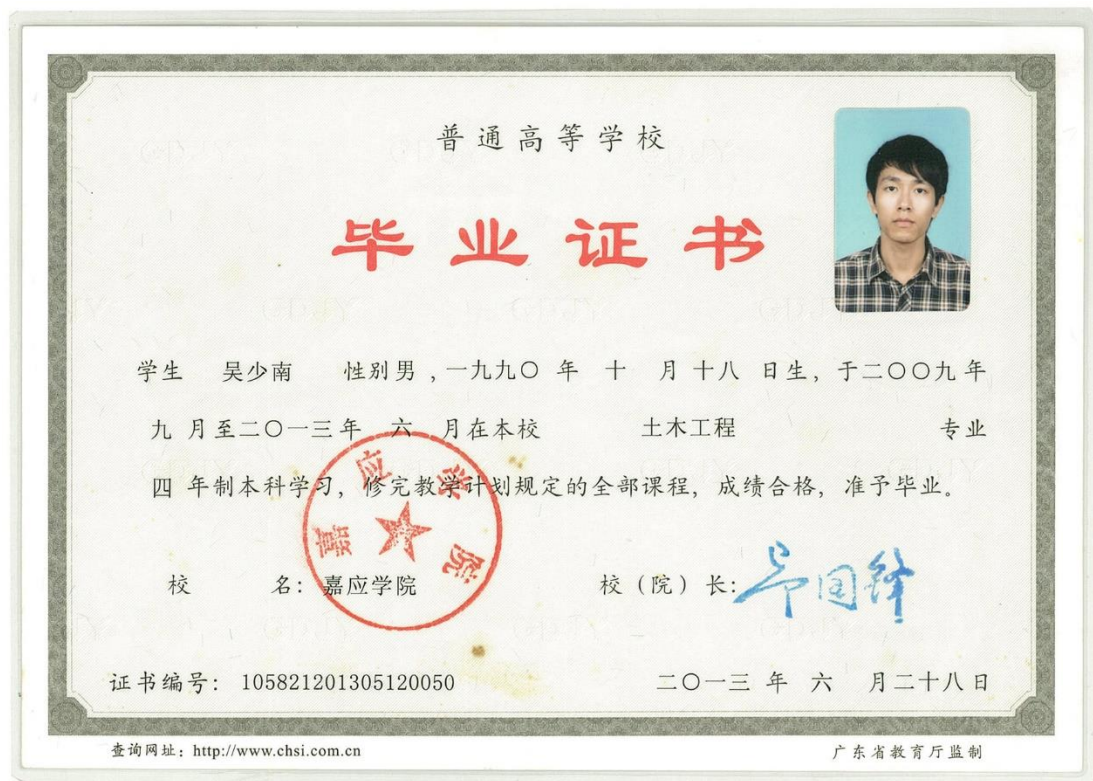 普通高等学校
毕业证书
学生 吴少南 性别男,一九九〇年 十 月十八 日生,于二〇〇九年
九 月至二〇一三年 六 月在本校 土木工程 专业
四 年制本科学习,修完教学计划规定的全部课程,成绩合格,准予毕业。
嘉应学院
校 名:嘉应学院 校(院)长:
证书编号:105821201305120050 二〇一三 年 六 月二十八日
查询网址:http://www.chsi.com.cn 广东省教育厅监制